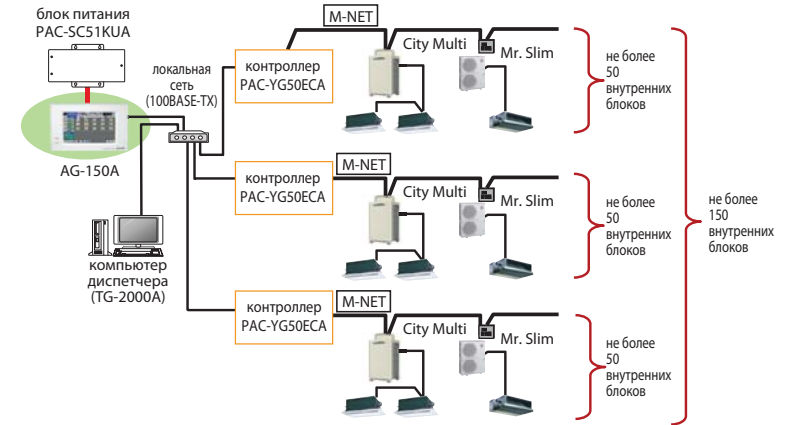 блок питания
PAC-SC51KUA
AG-150A
локальная
сеть
(100BASE-TX)
компьютер
диспетчера
(TG-2000A)
контроллер
PAC-YG50ECA
M-NET
City Multi
Mr. Slim
не более
50
внутренних
блоков
контроллер
PAC-YG50ECA
M-NET
City Multi
Mr. Slim
не более
50
внутренних
блоков
контроллер
PAC-YG50ECA
M-NET
City Multi
Mr. Slim
не более
50
внутренних
блоков
не более
150
внутренних
блоков